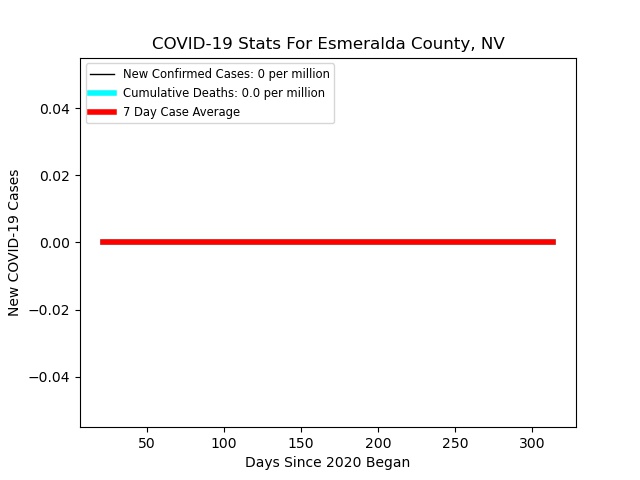 COVID-19 Stats For Esmeralda County, NV
New Confirmed Cases: 0 per million
Cumulative Deaths: 0.0 per million
7 Day Case Average
0.04
0.02
0.00
−0.02
−0.04
New COVID-19 Cases
50 100 150 200 250 300
Days Since 2020 Began